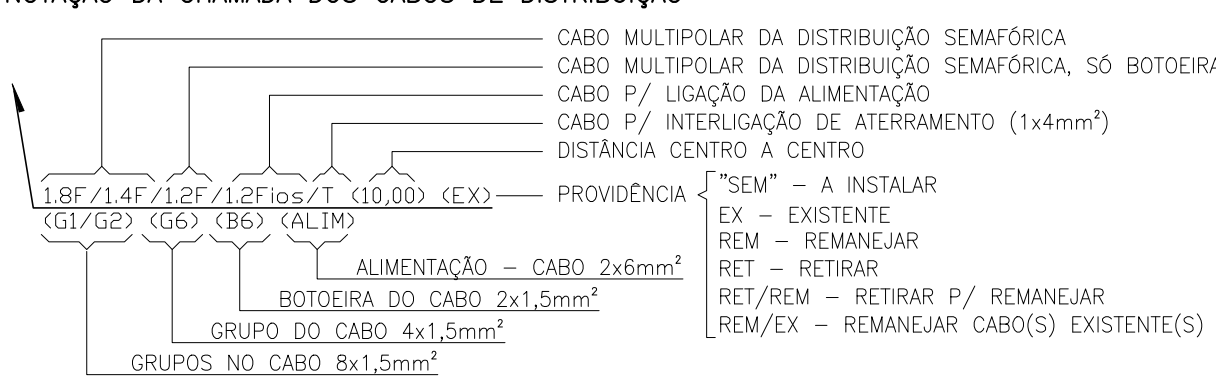 NOTAÇÃO DA CHAMADA DOS CABOS DE DISTRIBUIÇÃO
CABO MULTIPOLAR DA DISTRIBUIÇÃO SEMAFÓRICA
CABO MULTIPOLAR DA DISTRIBUIÇÃO SEMAFÓRICA, SÓ BOTOEIRA
CABO P/ LIGAÇÃO DA ALIMENTAÇÃO
CABO P/ INTERLIGAÇÃO DE ATERRAMENTO (1x4mm²)
DISTÂNCIA CENTRO A CENTRO
1.8F/1.4F/1.2F/1.2Fios/T (10,00) (EX)
PROVIDÊNCIA
"SEM" – A INSTALAR
EX – EXISTENTE
REM – REMANEJAR
RET – RETIRAR
RET/REM – RETIRAR P/ REMANEJAR
REM/EX – REMANEJAR CABO(S) EXISTENTE(S)
(G1/G2) (G6) (B6) (ALIM)
ALIMENTAÇÃO – CABO 2x6mm²
BOTOEIRA DO CABO 2x1,5mm²
GRUPO DO CABO 4x1,5mm²
GRUPOS NO CABO 8x1,5mm²